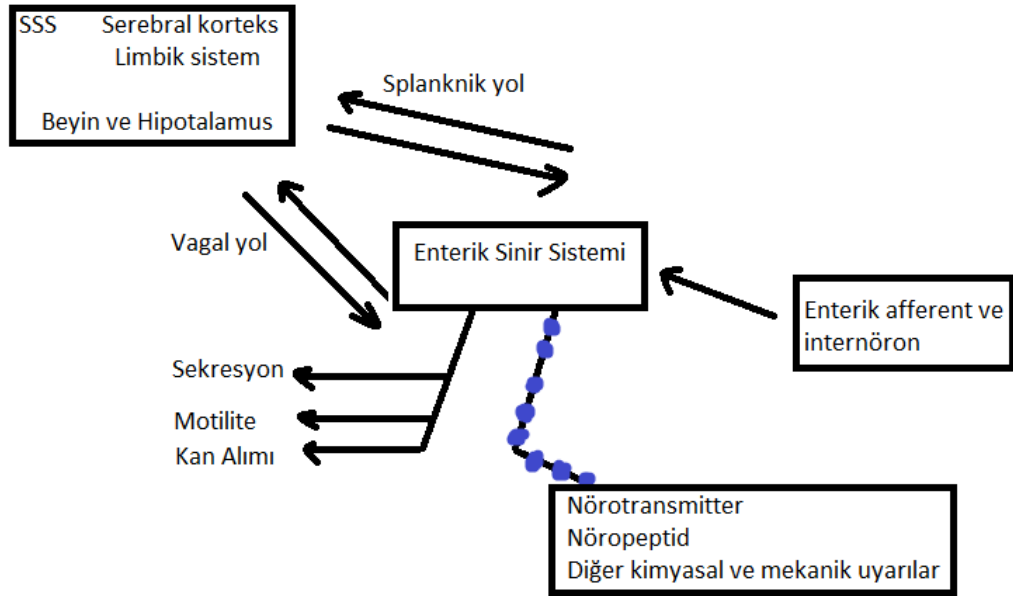 SSS Serebral korteks
Limbik sistem
Beyin ve Hipotalamus
Splanknik yol
Vagal yol
Enterik Sinir Sistemi
Enterik afferent ve
internöron
Sekresyon
Motilite
Kan Alımı
Nörotransmitter
Nöropeptid
Diğer kimyasal ve mekanik uyarılar